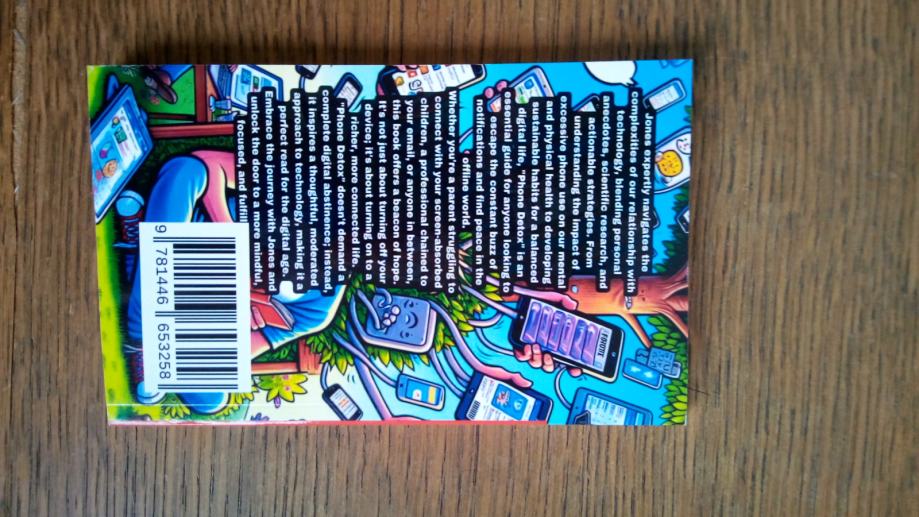 Jones expertly navigates the
complexities of our relationship with
technology, blending personal
anecdotes, scientific research, and
actionable strategies. From
understanding the impact of
excessive phone use on our mental
and physical health to developing
sustainable habits for a balanced
digital life, "Phone Detox" is an
essential guide for anyone looking to
escape the constant buzz of
notifications and find peace in the
offline world.
Whether you're a parent struggling to
connect with your screen-absorbed
children, a professional chained to
your email, or anyone in between,
this book offers a beacon of hope.
It's not just about turning off your
device; it's about turning on to a
richer, more connected life.
"Phone Detox" doesn't demand a
complete digital abstinence; instead,
it inspires a thoughtful, moderated
approach to technology, making it a
perfect read for the digital age.
Embrace the journey with Jones and
unlock the door to a more mindful,
focused, and
9 781446 653258